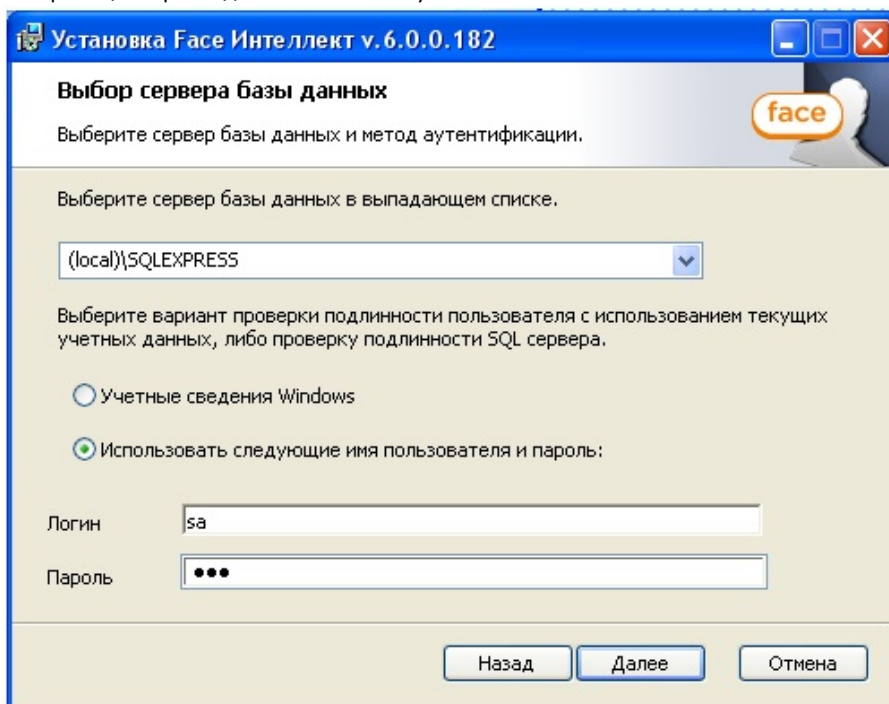 Установка Face Интеллект v.6.0.0.182
Выбор сервера базы данных
face
Выберите сервер базы данных и метод аутентификации.
Выберите сервер базы данных в выпадающем списке.
(local)\SQLEXPRESS
Выберите вариант проверки подлинности пользователя с использованием текущих
учетных данных, либо проверку подлинности SQL сервера.
Учетные сведения Windows
Использовать следующие имя пользователя и пароль:
Логин sa
Пароль •••
Назад Далее Отмена